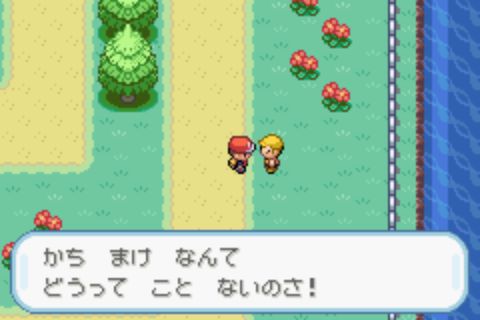 かち　まけ　なんて
どうって　こと　ないのさ！